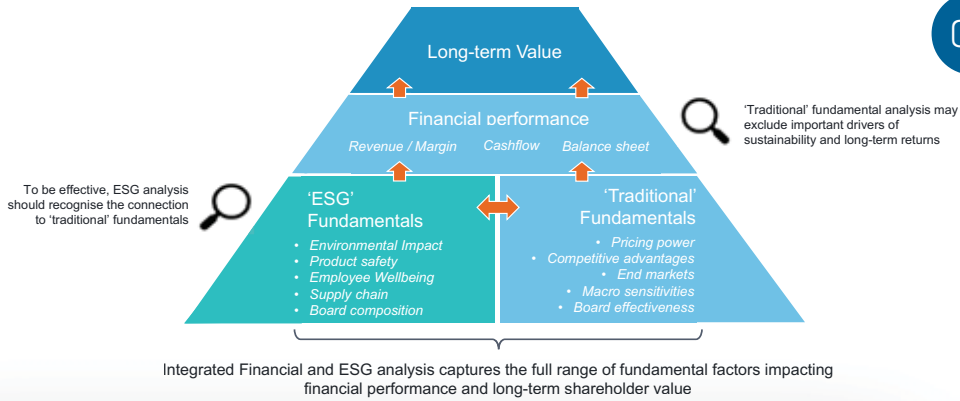 Long-term Value
Financial performance
Revenue / Margin Cashflow Balance sheet
'Traditional' fundamental analysis may
exclude important drivers of
sustainability and long-term returns
To be effective, ESG analysis
should recognise the connection
to 'traditional' fundamentals
'ESG'
Fundamentals
• Environmental Impact
• Product safety
• Employee Wellbeing
• Supply chain
• Board composition
'Traditional'
Fundamentals
• Pricing power
• Competitive advantages
• End markets
• Macro sensitivities
• Board effectiveness
Integrated Financial and ESG analysis captures the full range of fundamental factors impacting
financial performance and long-term shareholder value